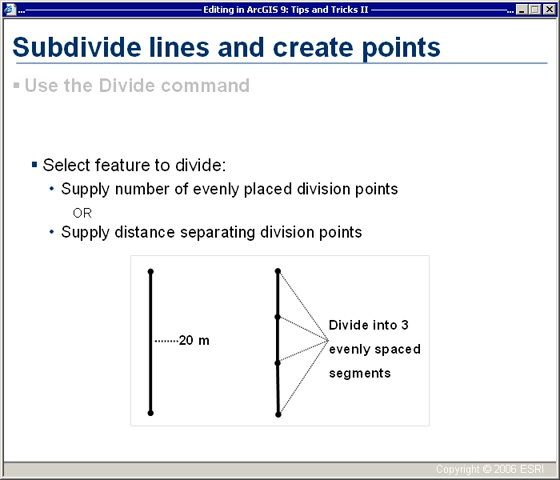 ... Editing in ArcGIS 9: Tips and Tricks II ...
Subdivide lines and create points
Use the Divide command
Select feature to divide:
Supply number of evenly placed division points
OR
Supply distance separating division points
20 m
Divide into 3
evenly spaced
segments
Copyright © 2006 ESRI